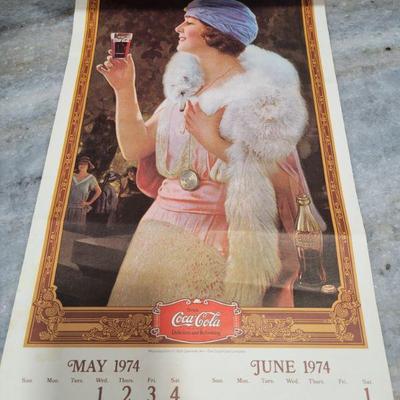 Drink
Coca-Cola
Delicious and Refreshing
MAY 1974 JUNE 1974
Sun. Mon. Tues. Wed. Thurs. Fri. Sat. Sun. Mon. Tues. Wed. Thurs. Fri. Sat.
1 2 3 4 1